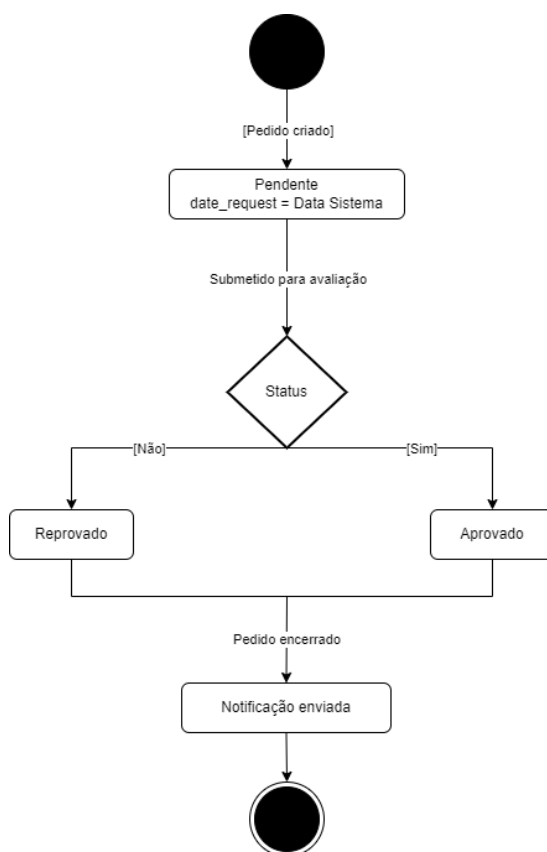 [Pedido criado]
Pendente
date_request = Data Sistema
Submetido para avaliação
Status
[Não]
[Sim]
Reprovado
Aprovado
Pedido encerrado
Notificação enviada